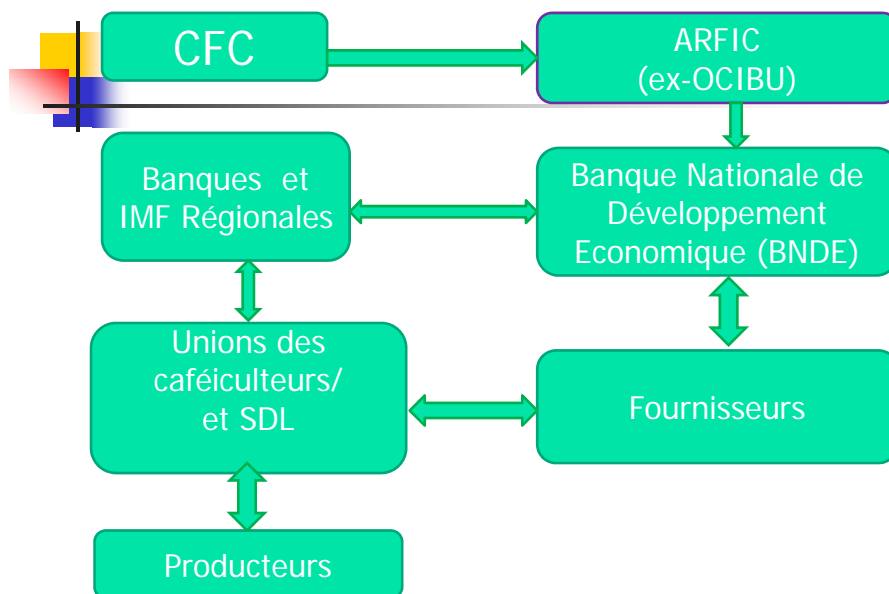 CFC
ARFIC
(ex-OCIBU)
Banques et
IMF Régionales
Banque Nationale de
Développement
Economique (BNDE)
Unions des
caféiculteurs/
et SDL
Fournisseurs
Producteurs